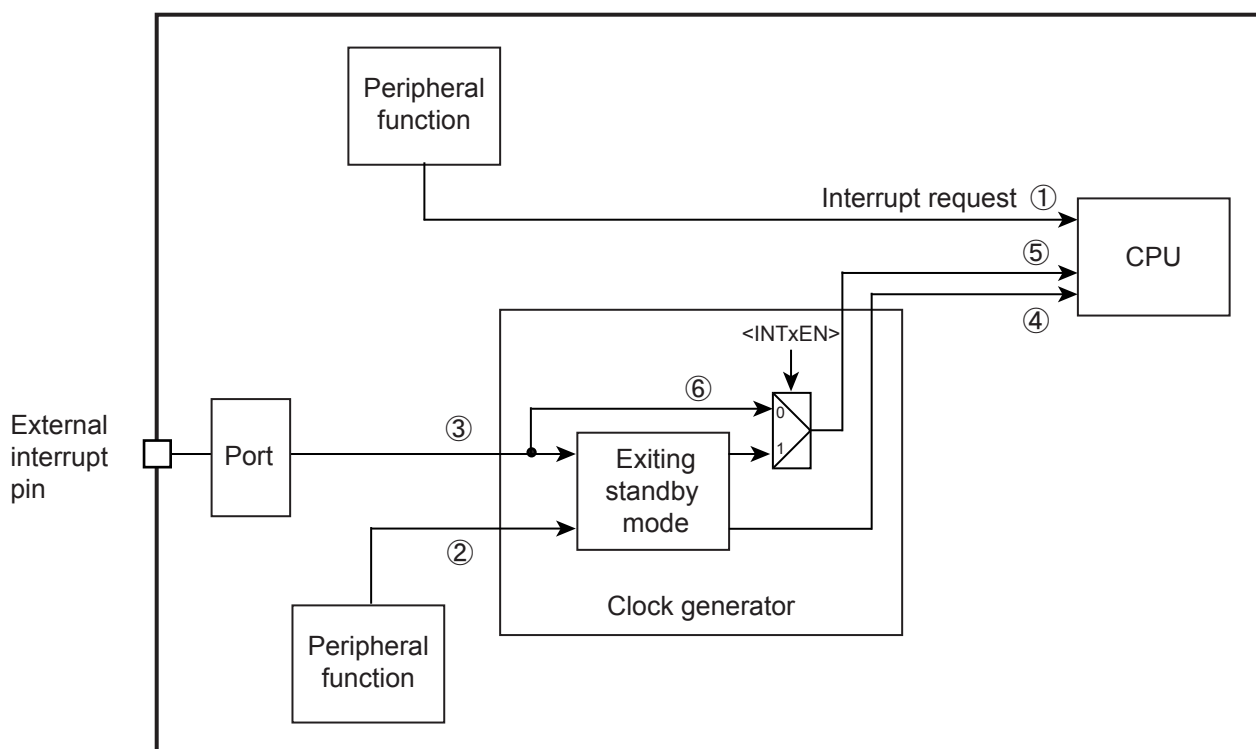 Peripheral
function
Interrupt request ①
CPU
⑤
④
<INTxEN>
⑥
0
1
External
interrupt
pin
Port
③
Exiting
standby
mode
②
Clock generator
Peripheral
function